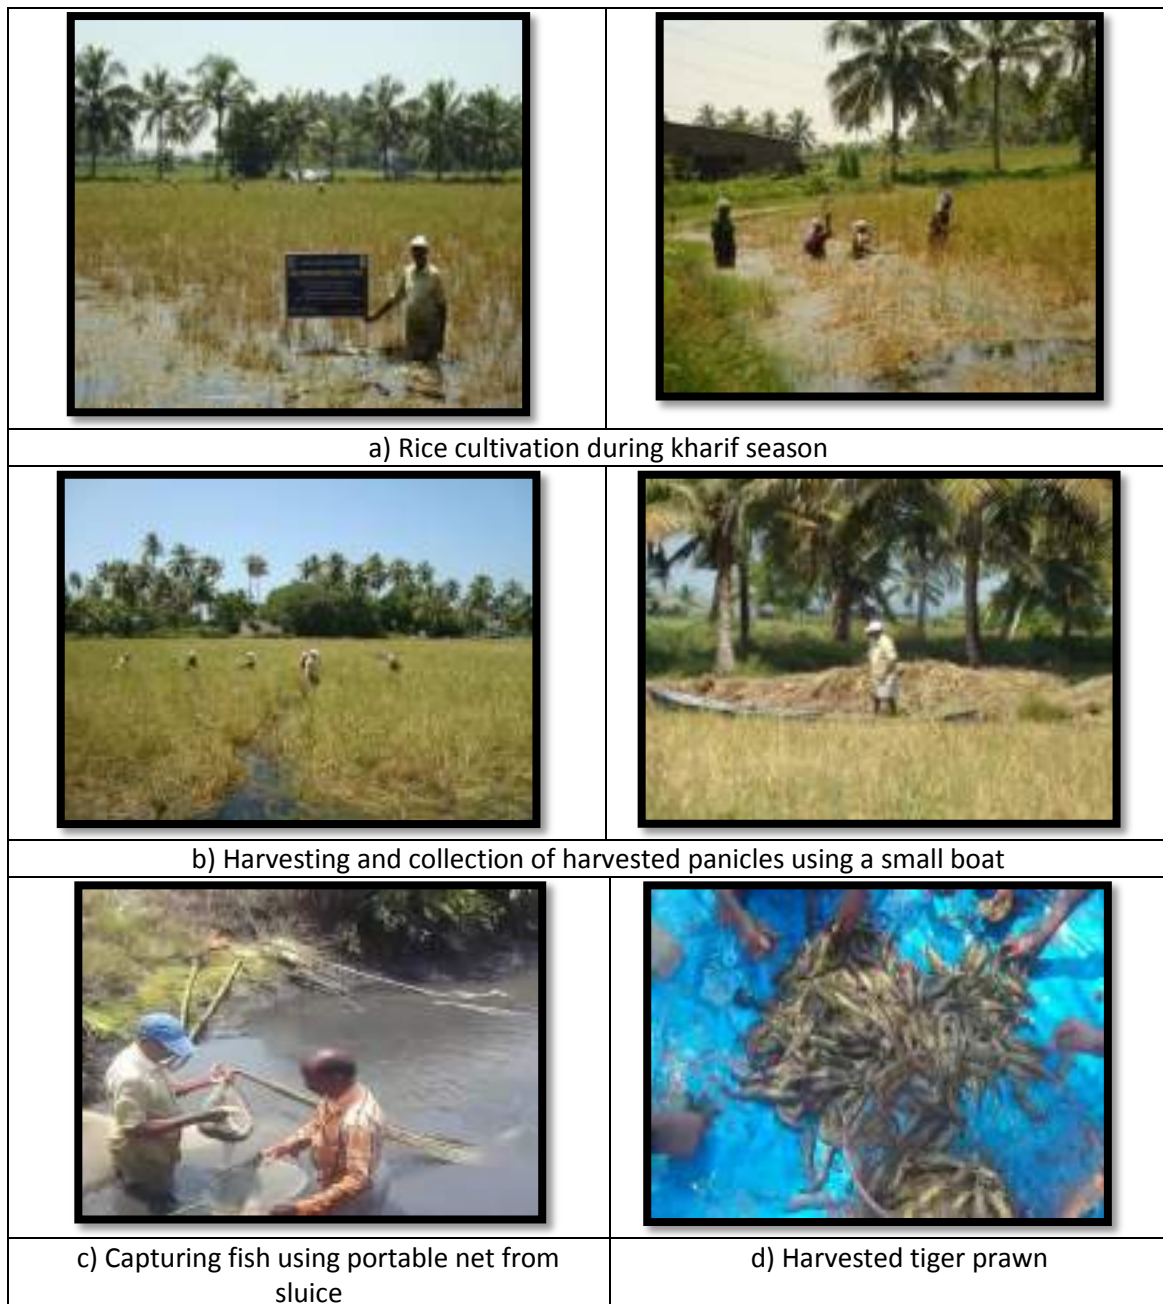 a) Rice cultivation during kharif season
b) Harvesting and collection of harvested panicles using a small boat
c) Capturing fish using portable net from
sluice
d) Harvested tiger prawn